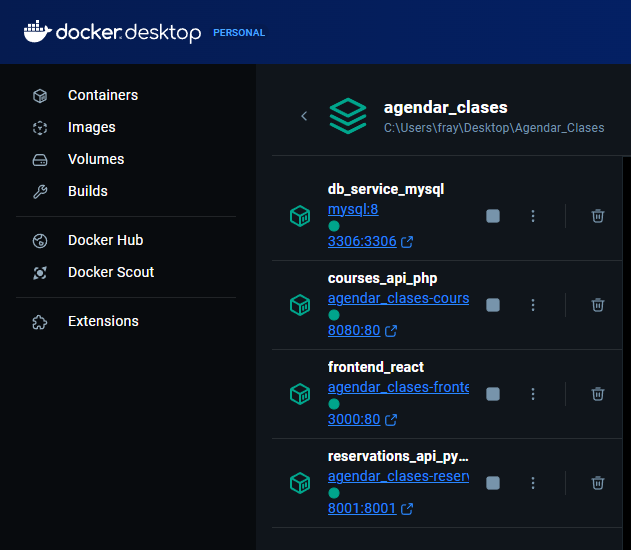 docker.desktop PERSONAL
Containers
Images
Volumes
Builds
Docker Hub
Docker Scout
Extensions
agendar_clases
C:\Users\fray\Desktop\Agendar_Clases
db_service_mysql
mysql:8
3306:3306
courses_api_php
agendar_clases-cours
8080:80
frontend_react
agendar_clases-fronte
3000:80
reservations_api_py...
agendar_clases-reserv
8001:8001